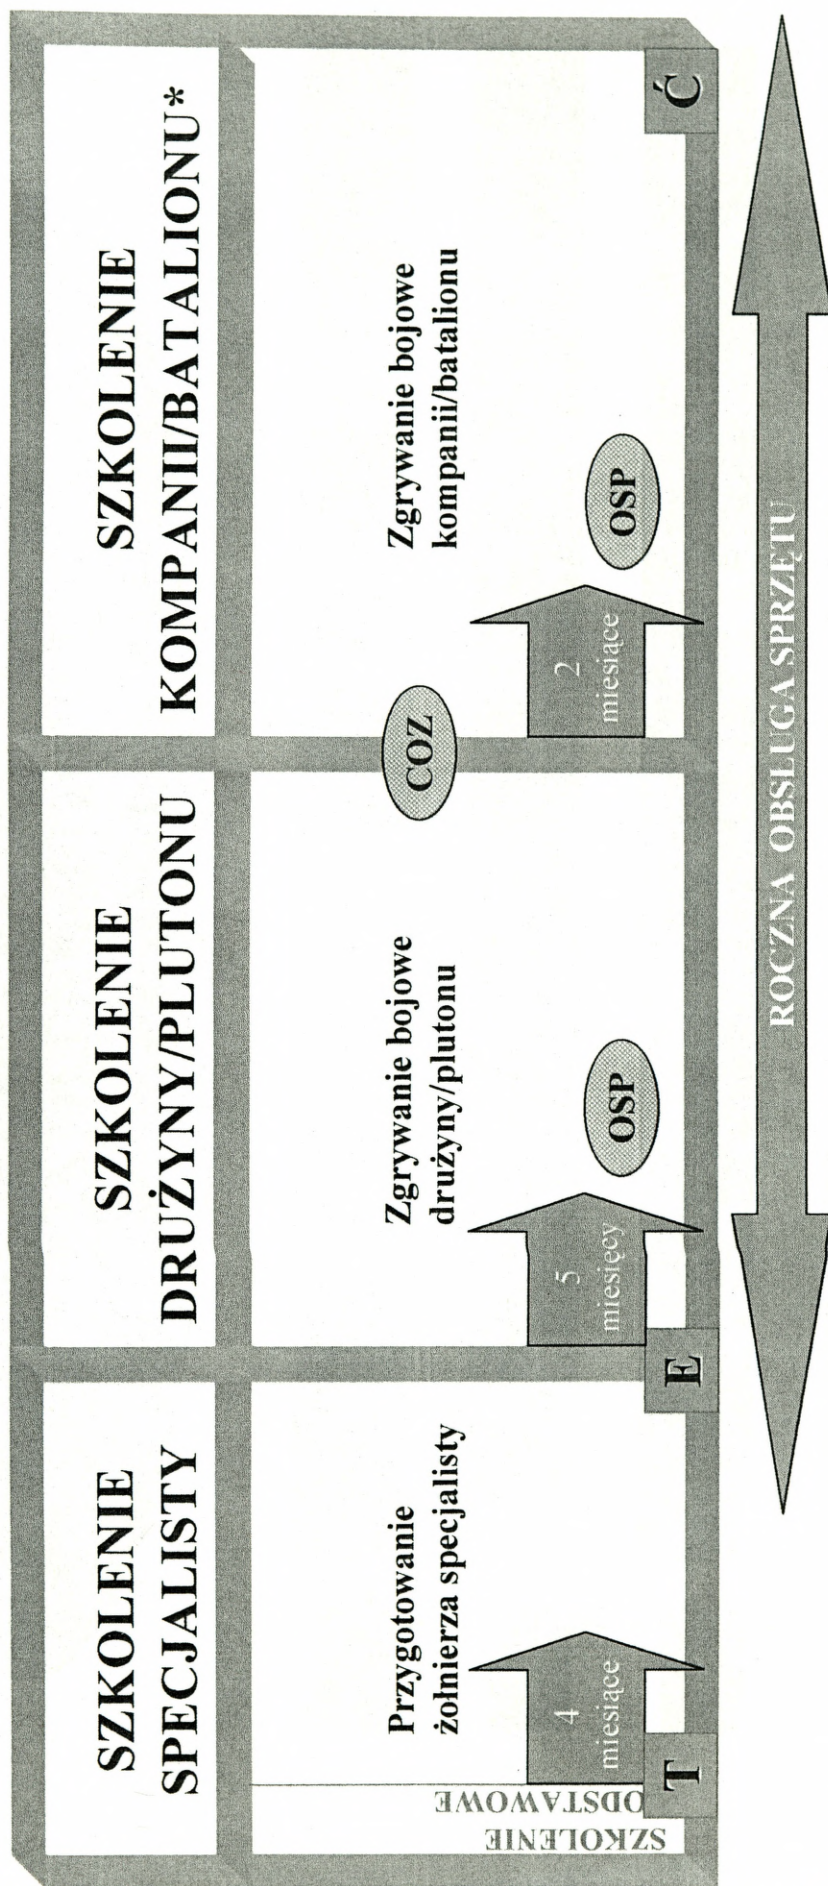 SZKOLENIE
SPECJALISTY
SZKOLENIE
DRUŻYNY/PLUTONU
SZKOLENIE
KOMPANII/BATALIONU*
SZKOLENIE
ODSTAWOWE
Przygotowanie
żołnierza specjalisty
4
miesiące
T
Zgrywanie bojowe
drużyny/plutonu
5
miesięcy
E
OSP
COZ
Zgrywanie bojowe
kompanii/batalionu
2
miesiące
OSP
Ć
ROCZNA OBSŁUGA SPRZĘTU